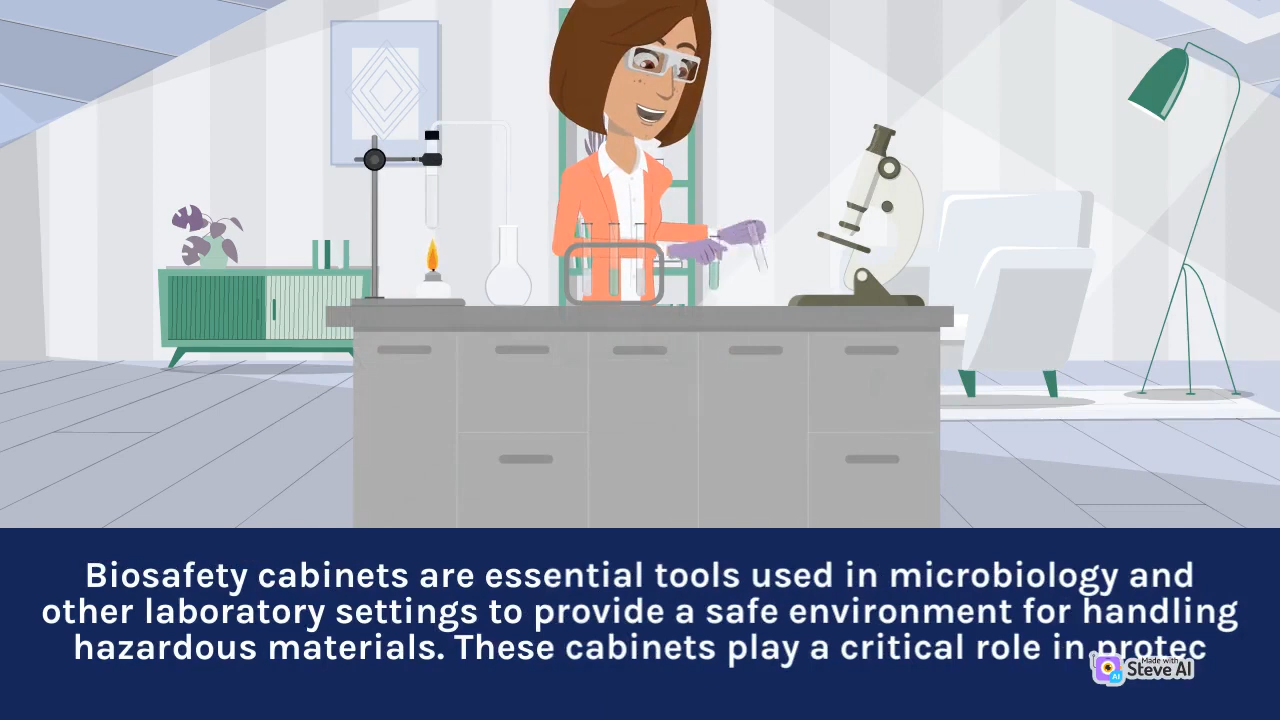 Biosafety cabinets are essential tools used in microbiology and
other laboratory settings to provide a safe environment for handling
hazardous materials. These cabinets play a critical role in protec
Made with
Steve AI
AI